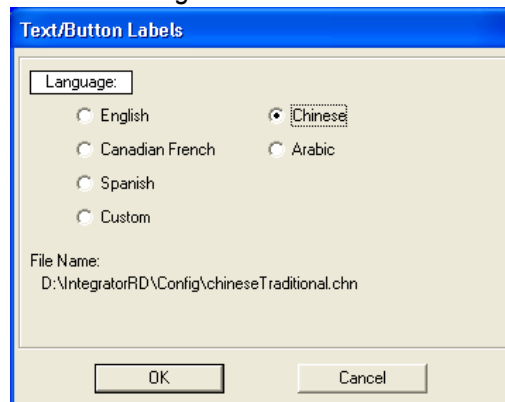 Text/Button Labels
Language:
English
Chinese
Canadian French
Arabic
Spanish
Custom
File Name:
D:\IntegratorRD\Config\chineseTraditional.chn
OK
Cancel